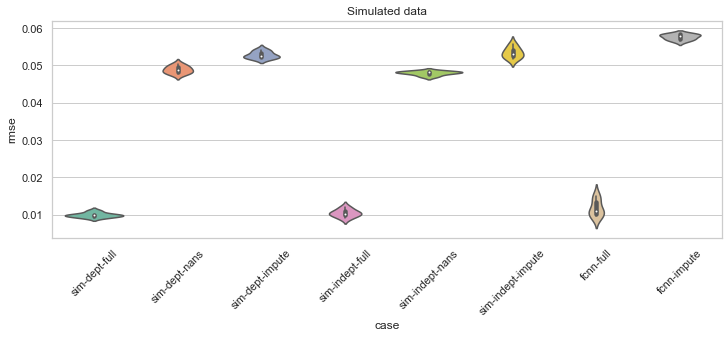 Simulated data
0.06
0.05
0.04
0.03
0.02
0.01
rmse
sim-dept-full
sim-dept-nans
sim-dept-impute
sim-indept-full
sim-indept-nans
sim-indept-impute
fcnn-full
fcnn-impute
case